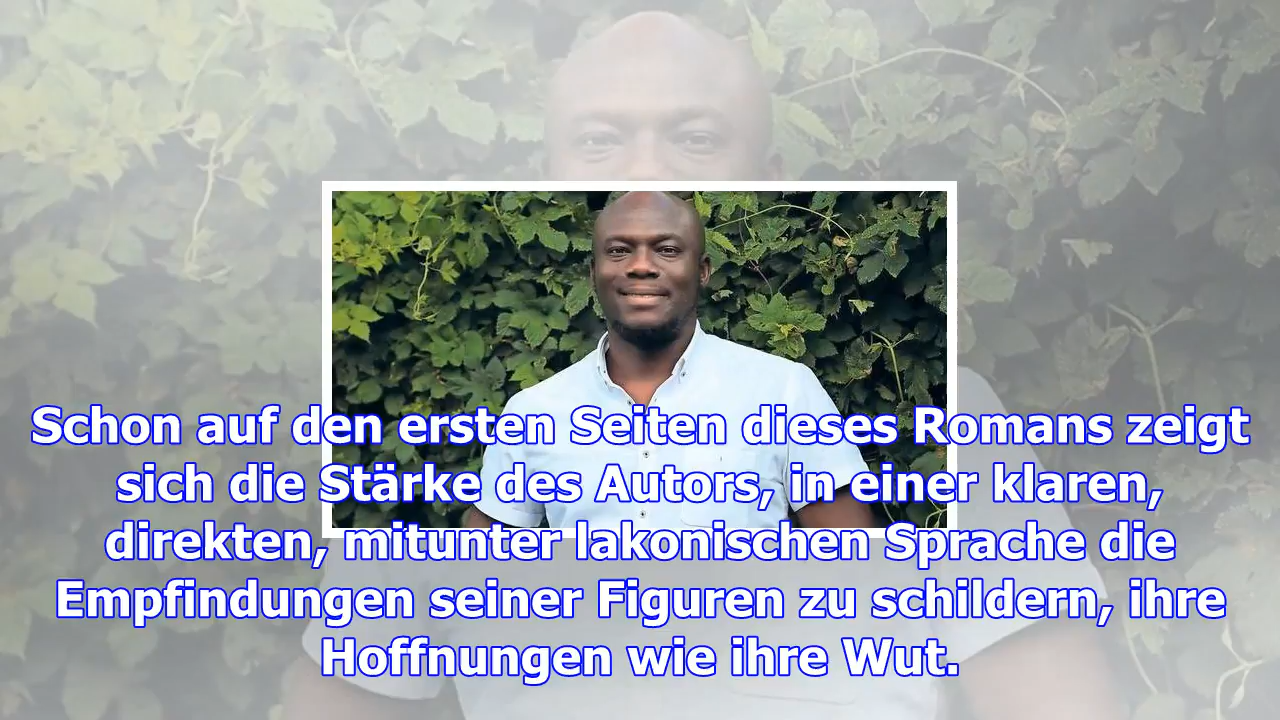 Schon auf den ersten Seiten dieses Romans zeigt
sich die Stärke des Autors, in einer klaren,
direkten, mitunter lakonischen Sprache die
Empfindungen seiner Figuren zu schildern, ihre
Hoffnungen wie ihre Wut.